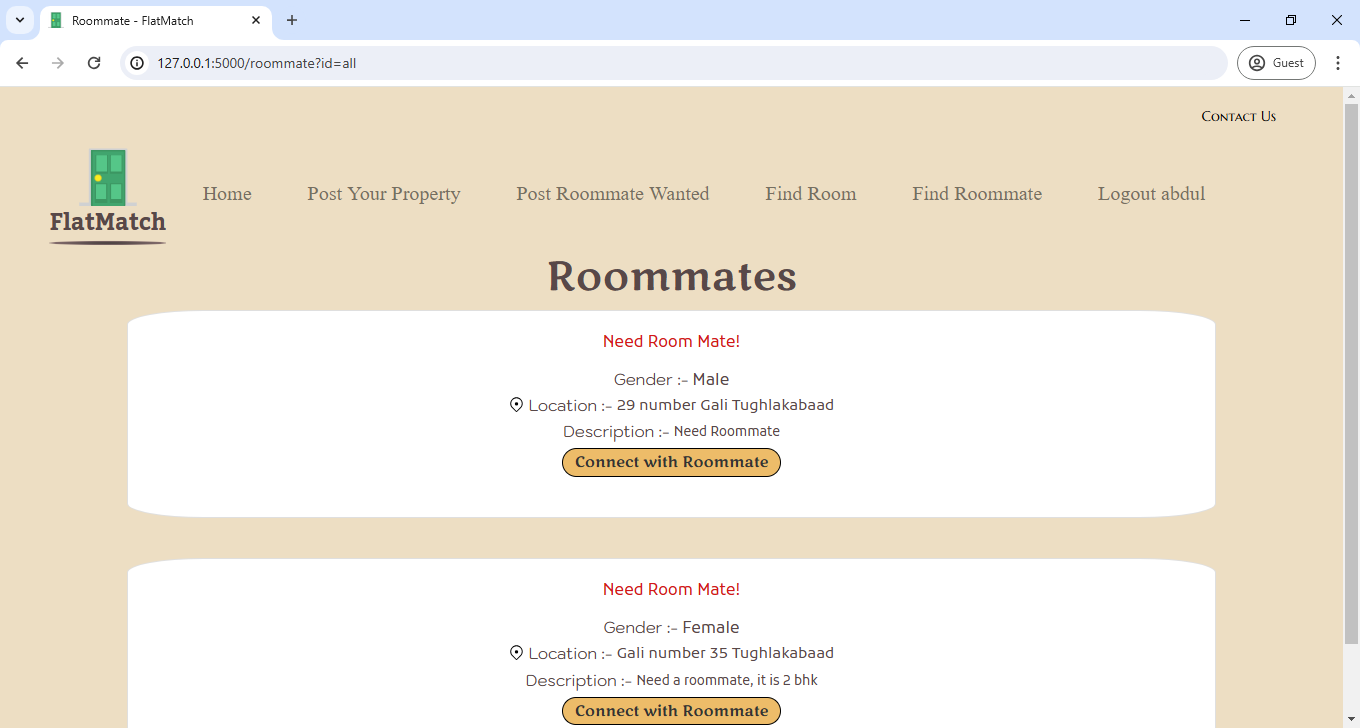 Roommate - FlatMatch
127.0.0.1:5000/roommate?id=all
Guest
Contact Us
FlatMatch
Home Post Your Property Post Roommate Wanted Find Room Find Roommate Logout abdul
Roommates
Need Room Mate!
Gender :- Male
Location :- 29 number Gali Tughlakabaad
Description :- Need Roommate
Connect with Roommate
Need Room Mate!
Gender :- Female
Location :- Gali number 35 Tughlakabaad
Description :- Need a roommate, it is 2 bhk
Connect with Roommate